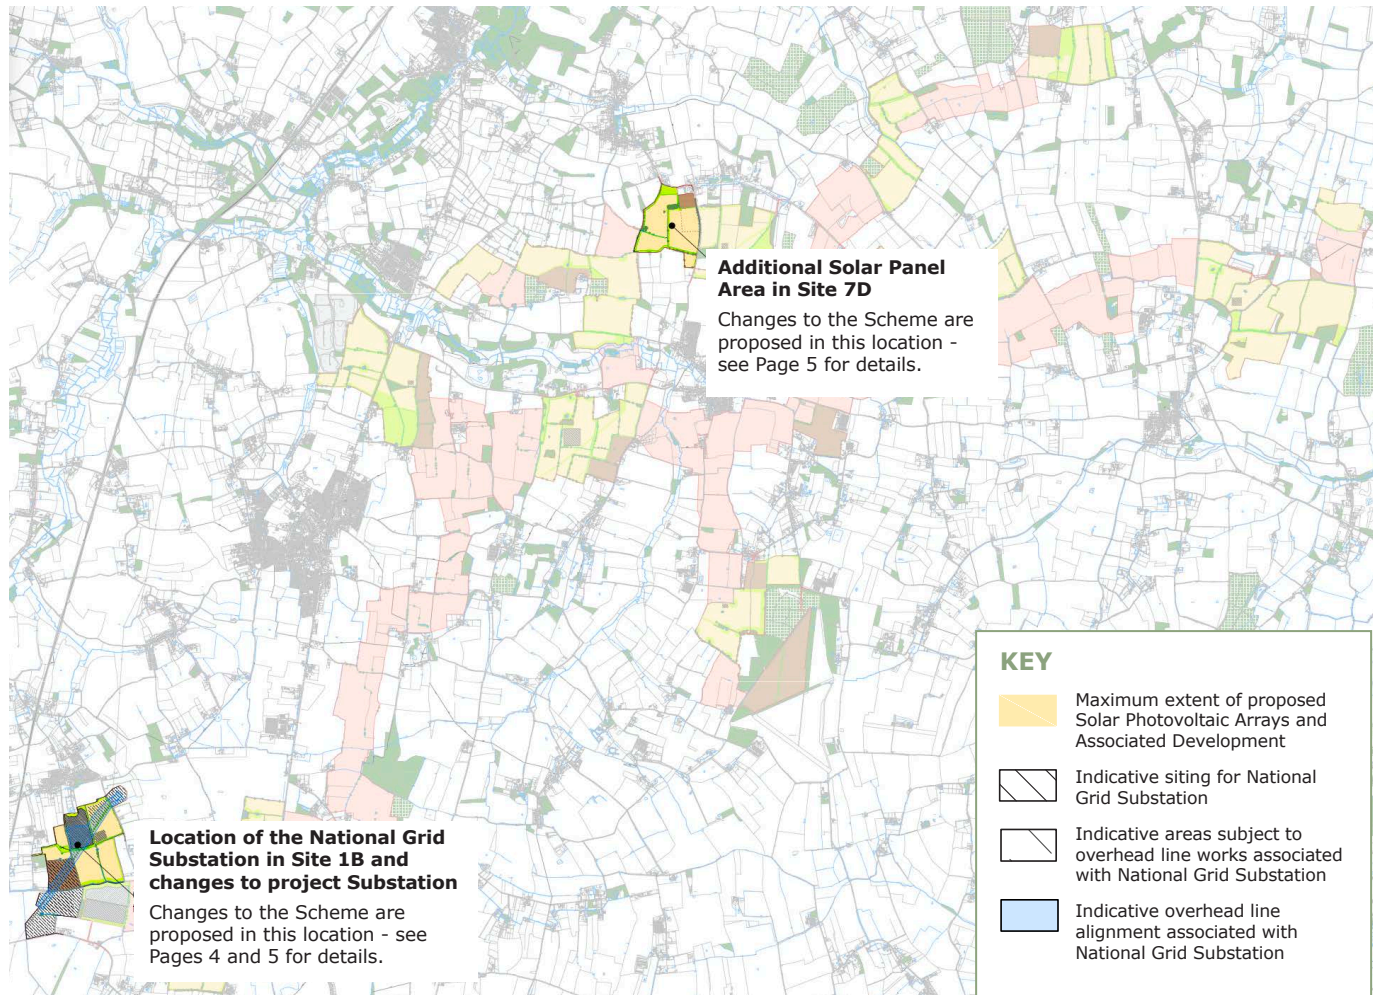 Additional Solar Panel
Area in Site 7D
Changes to the Scheme are
proposed in this location -
see Page 5 for details.
Location of the National Grid
Substation in Site 1B and
changes to project Substation
Changes to the Scheme are
proposed in this location - see
Pages 4 and 5 for details.
KEY
Maximum extent of proposed
Solar Photovoltaic Arrays and
Associated Development
Indicative siting for National
Grid Substation
Indicative areas subject to
overhead line works associated
with National Grid Substation
Indicative overhead line
alignment associated with
National Grid Substation